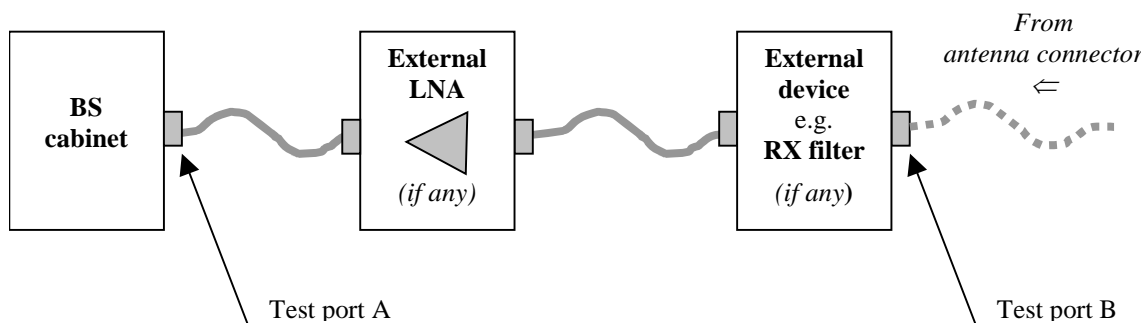 BS
cabinet
External
LNA
(if any)
External
device
e.g.
RX filter
(if any)
From
antenna connector
⇐
Test port A
Test port B